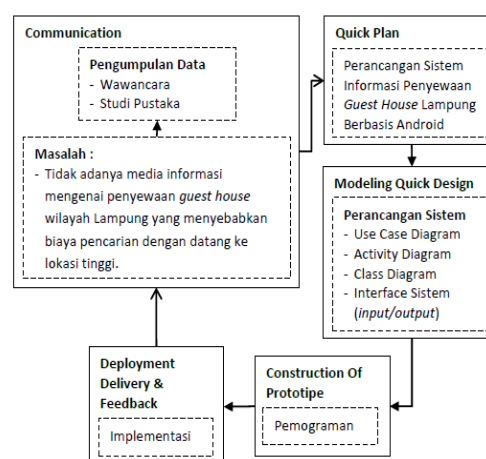 Communication
Pengumpulan Data
- Wawancara
- Studi Pustaka
Masalah :
- Tidak adanya media informasi
mengenai penyewaan guest house
wilayah Lampung yang menyebabkan
biaya pencarian dengan datang ke
lokasi tinggi.
Quick Plan
Perancangan Sistem
Informasi Penyewaan
Guest House Lampung
Berbasis Android
Modeling Quick Design
Perancangan Sistem
- Use Case Diagram
- Activity Diagram
- Class Diagram
- Interface Sistem
(input/output)
Construction Of
Prototipe
Pemograman
Deployment
Delivery &
Feedback
Implementasi